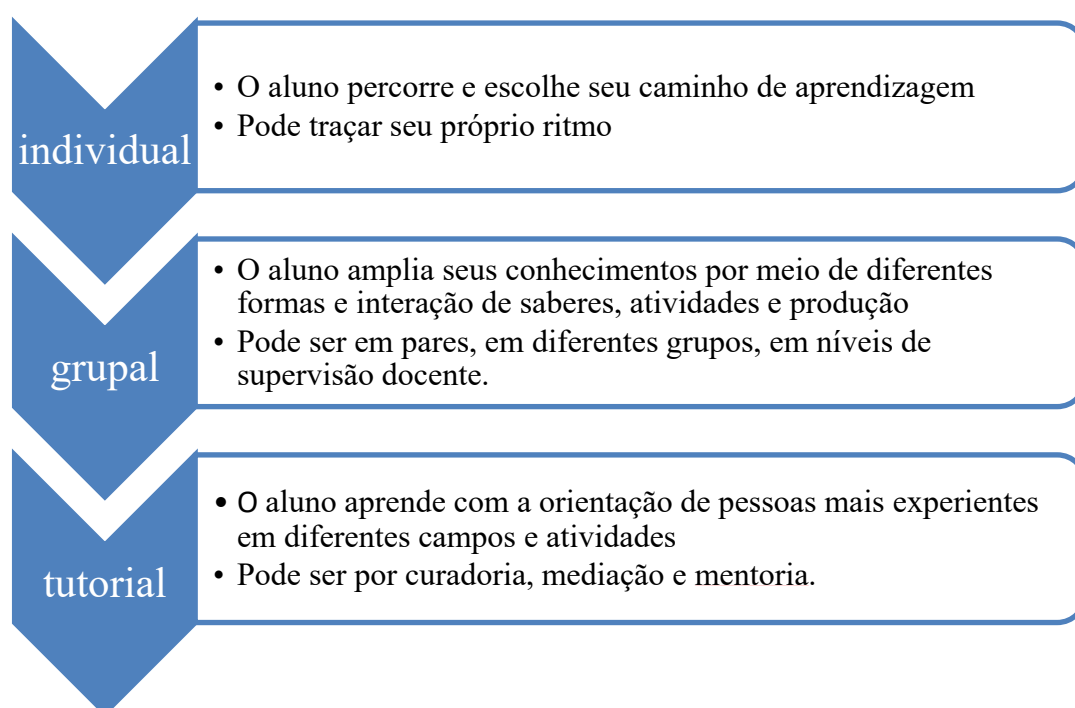 individual
• O aluno percorre e escolhe seu caminho de aprendizagem
• Pode traçar seu próprio ritmo
grupal
• O aluno amplia seus conhecimentos por meio de diferentes
formas e interação de saberes, atividades e produção
• Pode ser em pares, em diferentes grupos, em níveis de
supervisão docente.
tutorial
• O aluno aprende com a orientação de pessoas mais experientes
em diferentes campos e atividades
• Pode ser por curadoria, mediação e mentoria.